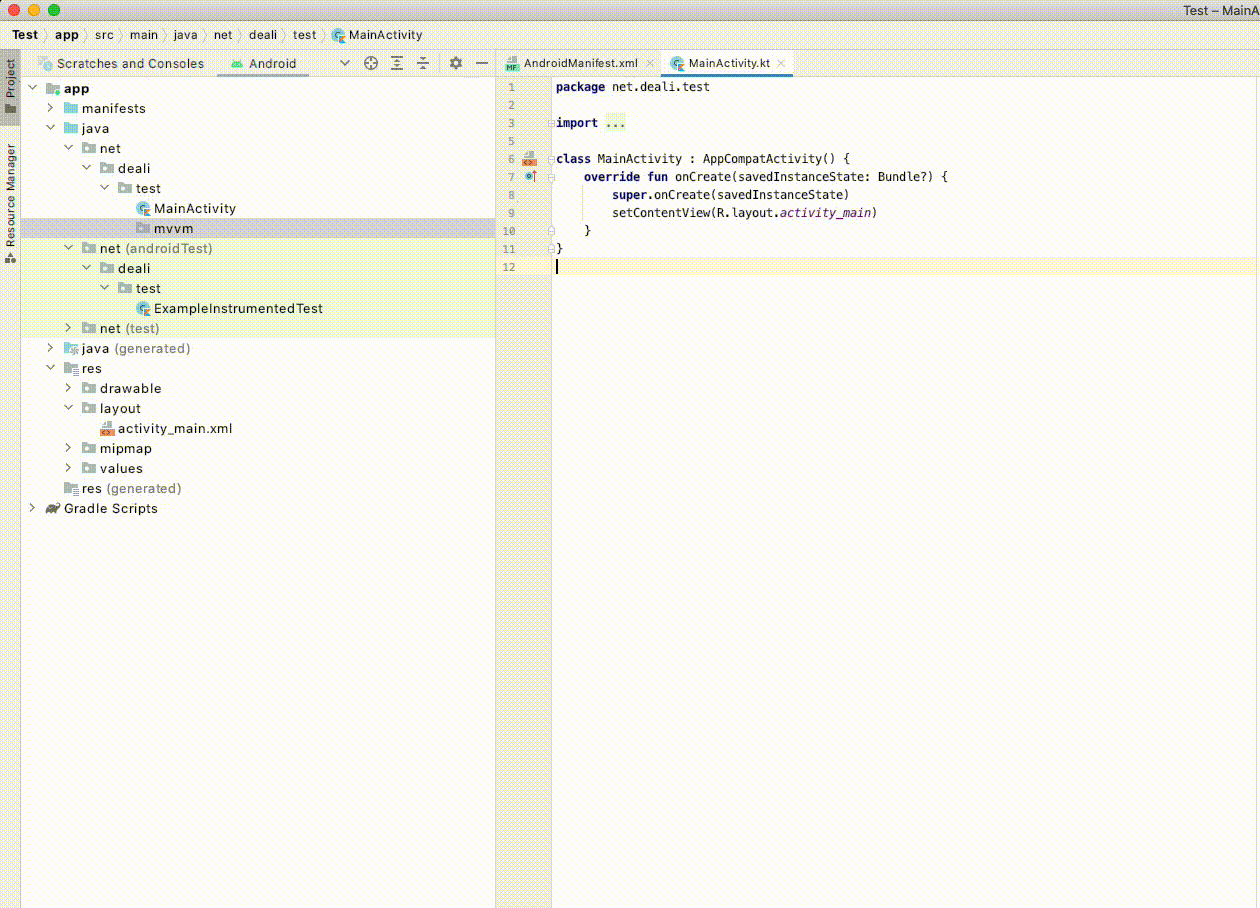 Test – MainA
Test app src main java net deali test MainActivity
Project
Resource Manager
Scratches and Consoles Android
app
manifests
java
net
deali
test
MainActivity
mvvm
net (androidTest)
deali
test
ExampleInstrumentedTest
net (test)
java (generated)
res
drawable
layout
activity_main.xml
mipmap
values
res (generated)
Gradle Scripts
AndroidManifest.xml MainActivity.kt
1 package net.deali.test
2
3 import ...
5
6 class MainActivity : AppCompatActivity() {
7 override fun onCreate(savedInstanceState: Bundle?) {
8 super.onCreate(savedInstanceState)
9 setContentView(R.layout.activity_main)
10 }
11 }
12